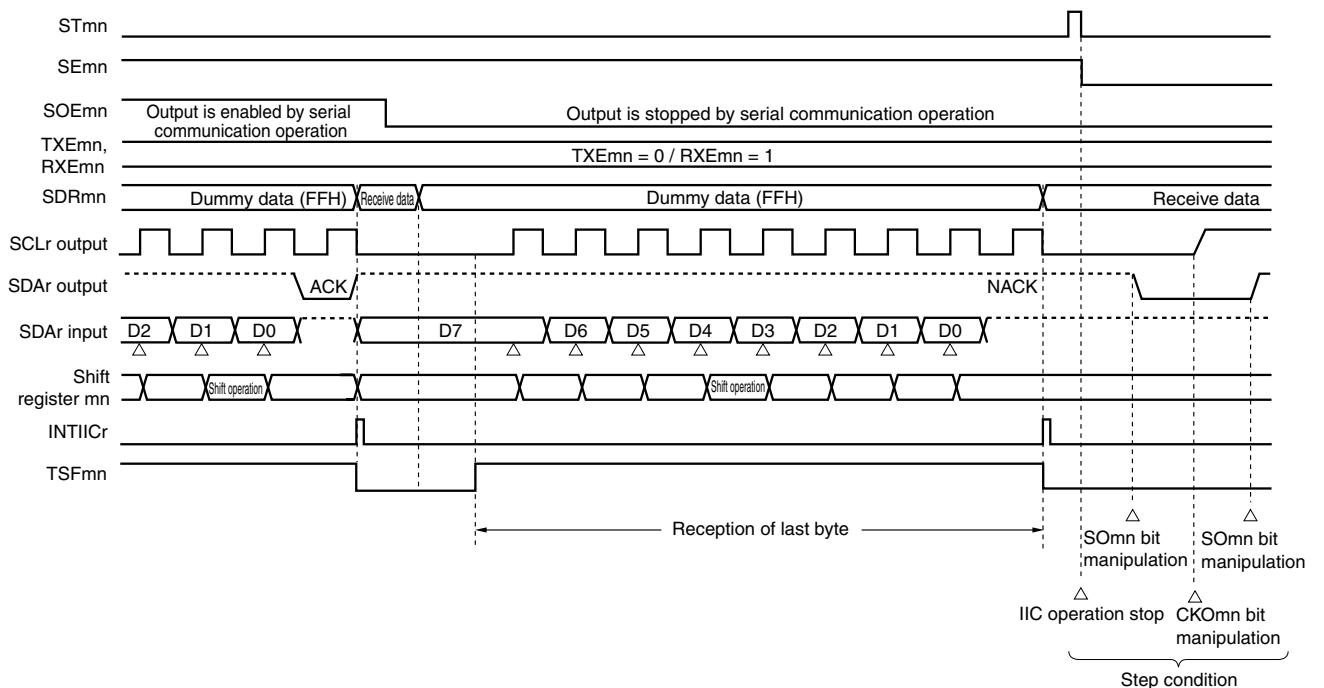 STmn
SEmn
SOEmn
Output is enabled by serial
communication operation
Output is stopped by serial communication operation
TXEmn,
RXEmn
TXEmn = 0 / RXEmn = 1
SDRmn
Dummy data (FFH)
Receive data
Dummy data (FFH)
Receive data
SCLr output
SDAr output
ACK
NACK
SDAr input
D2
D1
D0
D7
D6
D5
D4
D3
D2
D1
D0
Shift
register mn
Shift operation
Shift operation
INTIICr
TSFmn
Reception of last byte
SOmn bit
manipulation
SOmn bit
manipulation
IIC operation stop
CKOmn bit
manipulation
Step condition